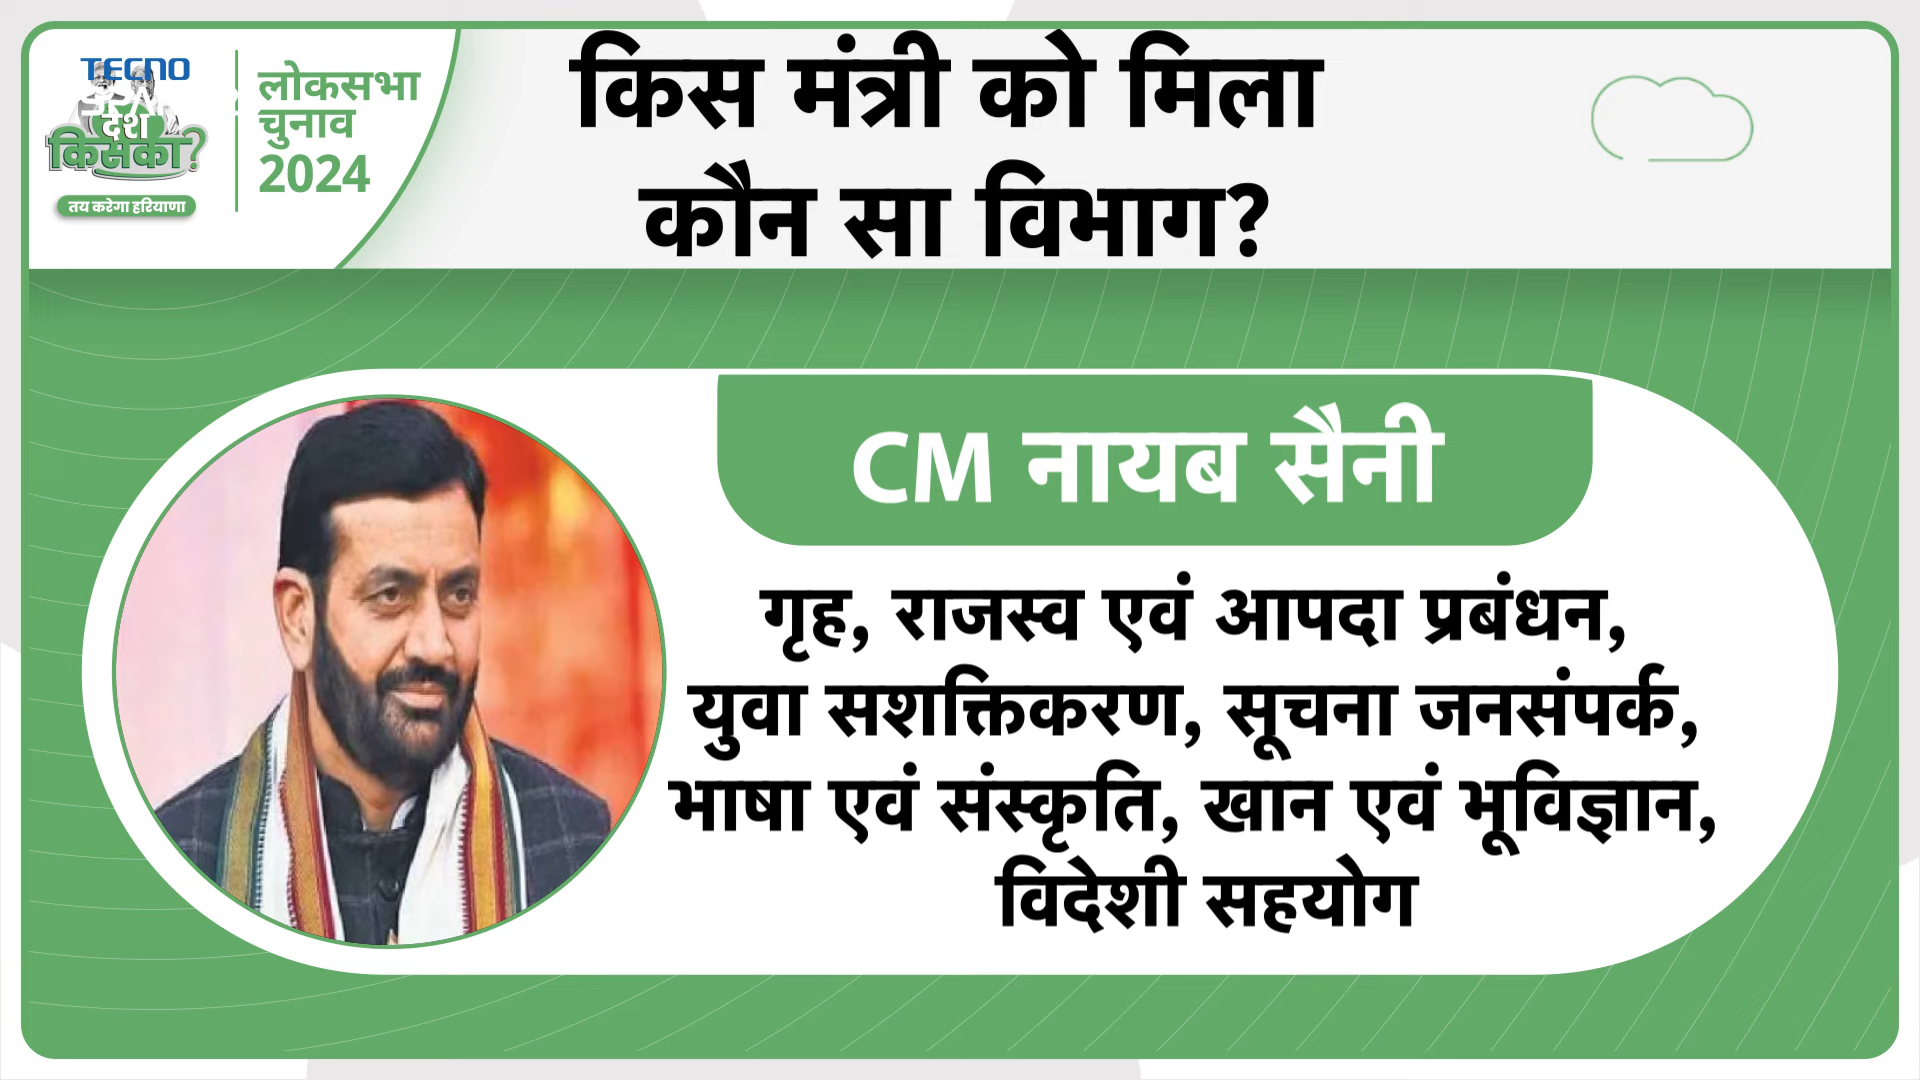 TECNO
देश
किसका?
तय करेगा हरियाणा
लोकसभा
चुनाव
2024
किस मंत्री को मिला
कौन सा विभाग?
CM नायब सैनी
गृह, राजस्व एवं आपदा प्रबंधन,
युवा सशक्तिकरण, सूचना जनसंपर्क,
भाषा एवं संस्कृति, खान एवं भूविज्ञान,
विदेशी सहयोग